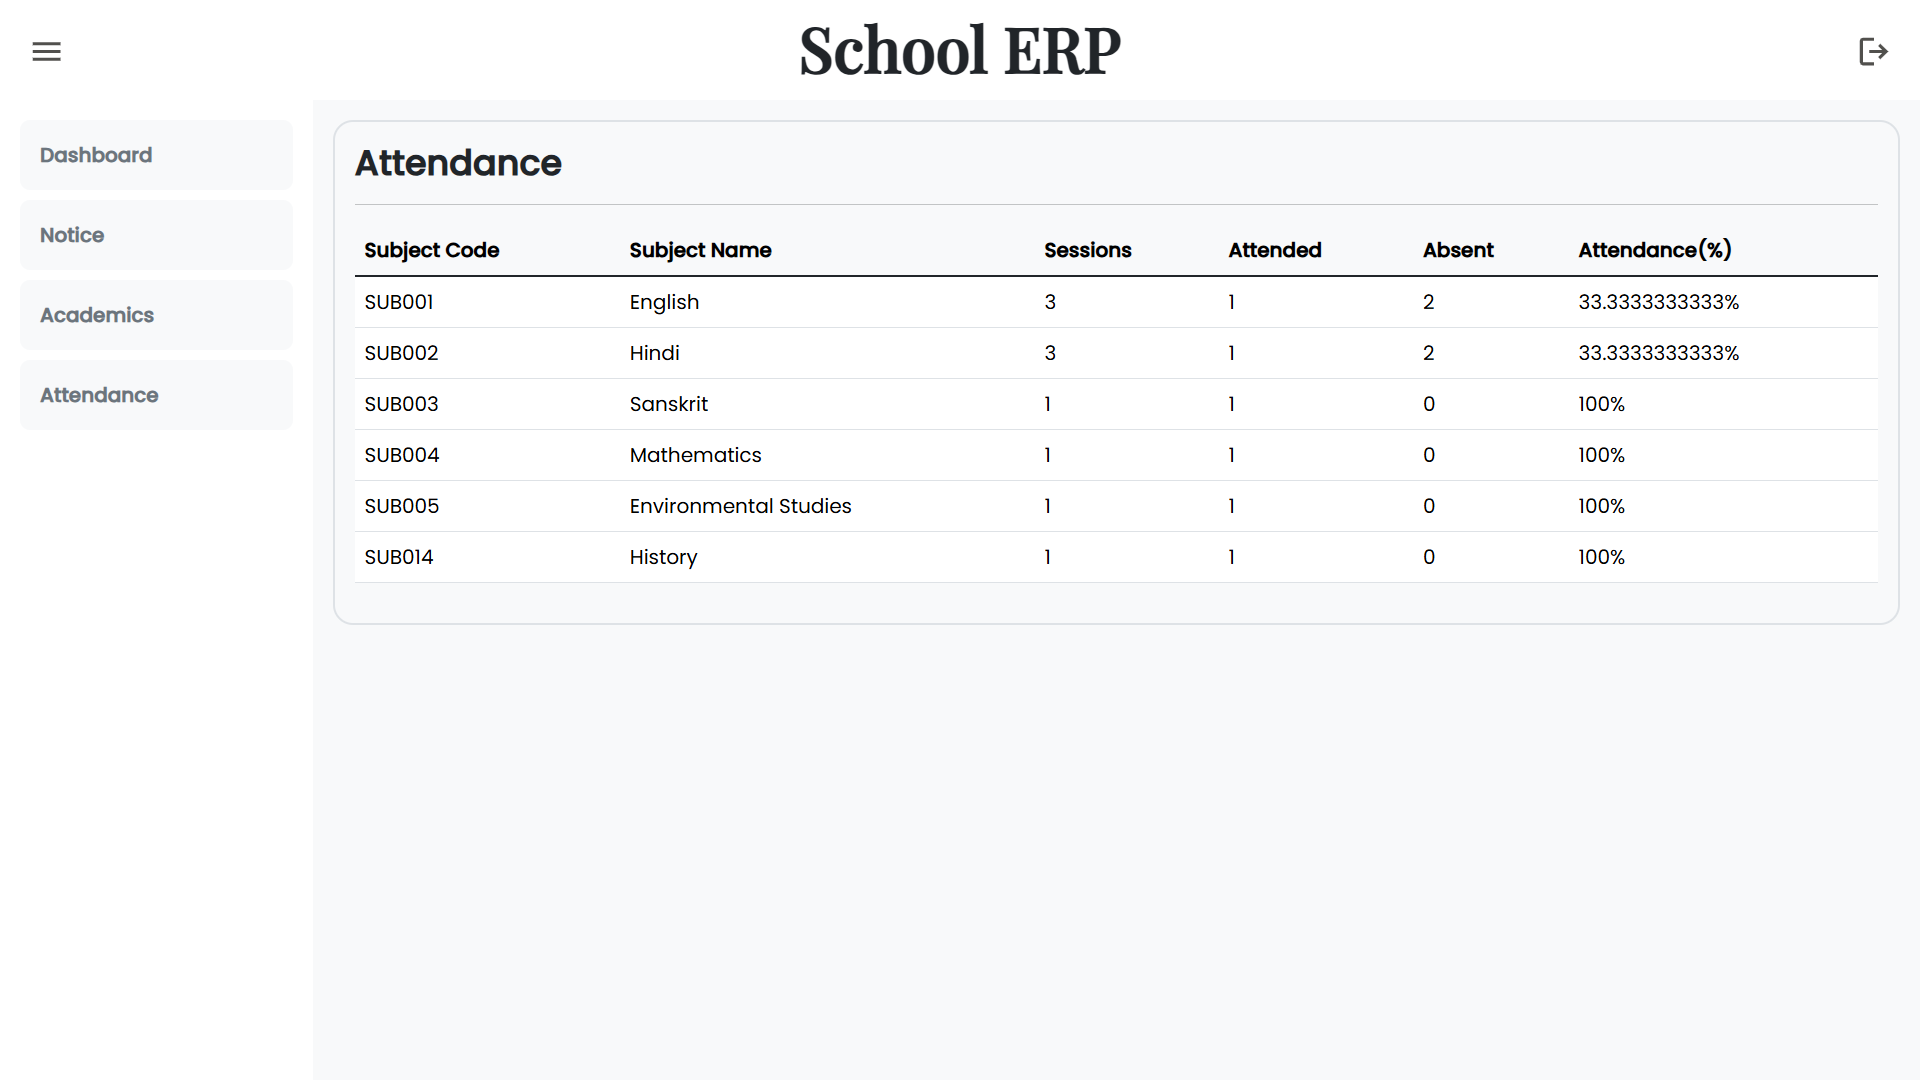 School ERP
Dashboard
Notice
Academics
Attendance
Attendance
Subject Code Subject Name Sessions Attended Absent Attendance(%)
SUB001 English 3 1 2 33.3333333333%
SUB002 Hindi 3 1 2 33.3333333333%
SUB003 Sanskrit 1 1 0 100%
SUB004 Mathematics 1 1 0 100%
SUB005 Environmental Studies 1 1 0 100%
SUB014 History 1 1 0 100%